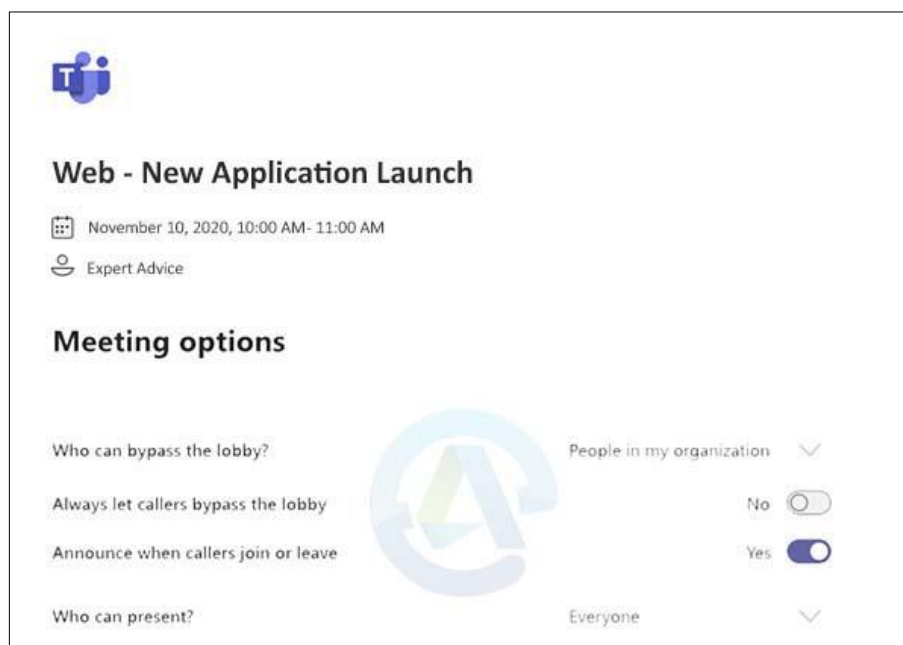 T
Web - New Application Launch
November 10, 2020, 10:00 AM- 11:00 AM
Expert Advice
Meeting options
Who can bypass the lobby? People in my organization
Always let callers bypass the lobby No
Announce when callers join or leave Yes
Who can present? Everyone